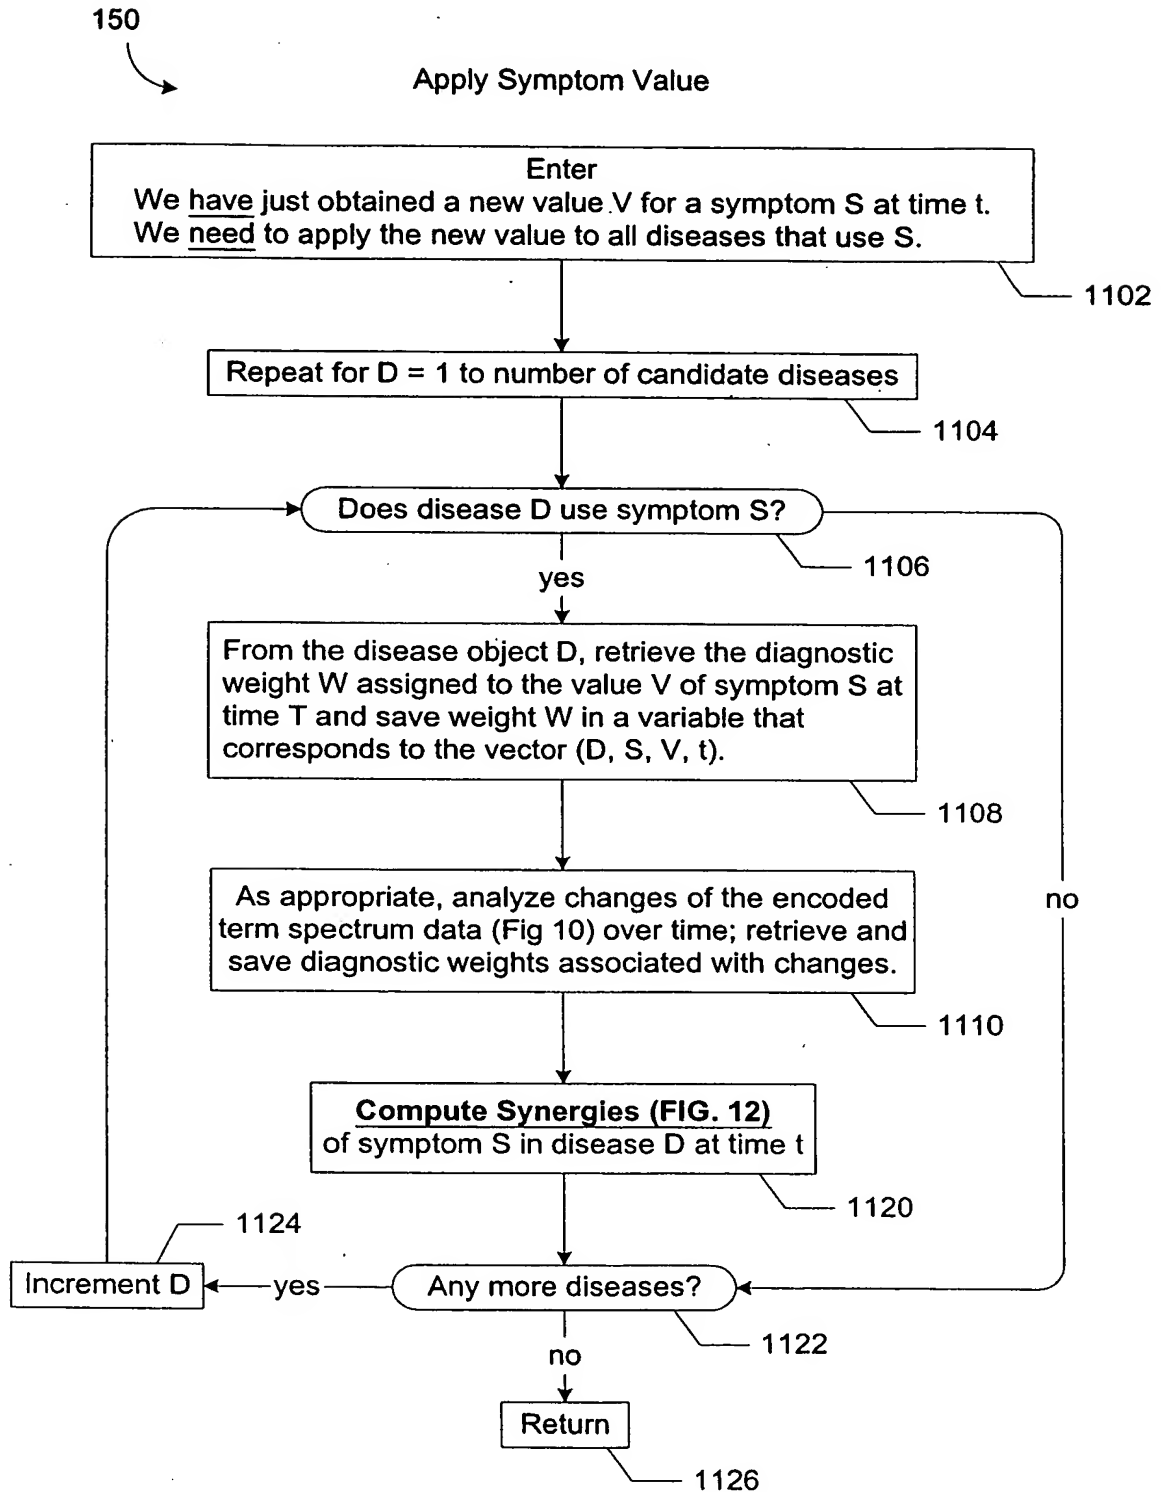 150
Apply Symptom Value
Enter
We have just obtained a new value V for a symptom S at time t.
We need to apply the new value to all diseases that use S.
1102
Repeat for D = 1 to number of candidate diseases
1104
Does disease D use symptom S?
1106
yes
From the disease object D, retrieve the diagnostic
weight W assigned to the value V of symptom S at
time T and save weight W in a variable that
corresponds to the vector (D, S, V, t).
1108
no
As appropriate, analyze changes of the encoded
term spectrum data (Fig 10) over time; retrieve and
save diagnostic weights associated with changes.
1110
Compute Synergies (FIG. 12)
of symptom S in disease D at time t
1120
1124
Increment D
yes
Any more diseases?
1122
no
Return
1126